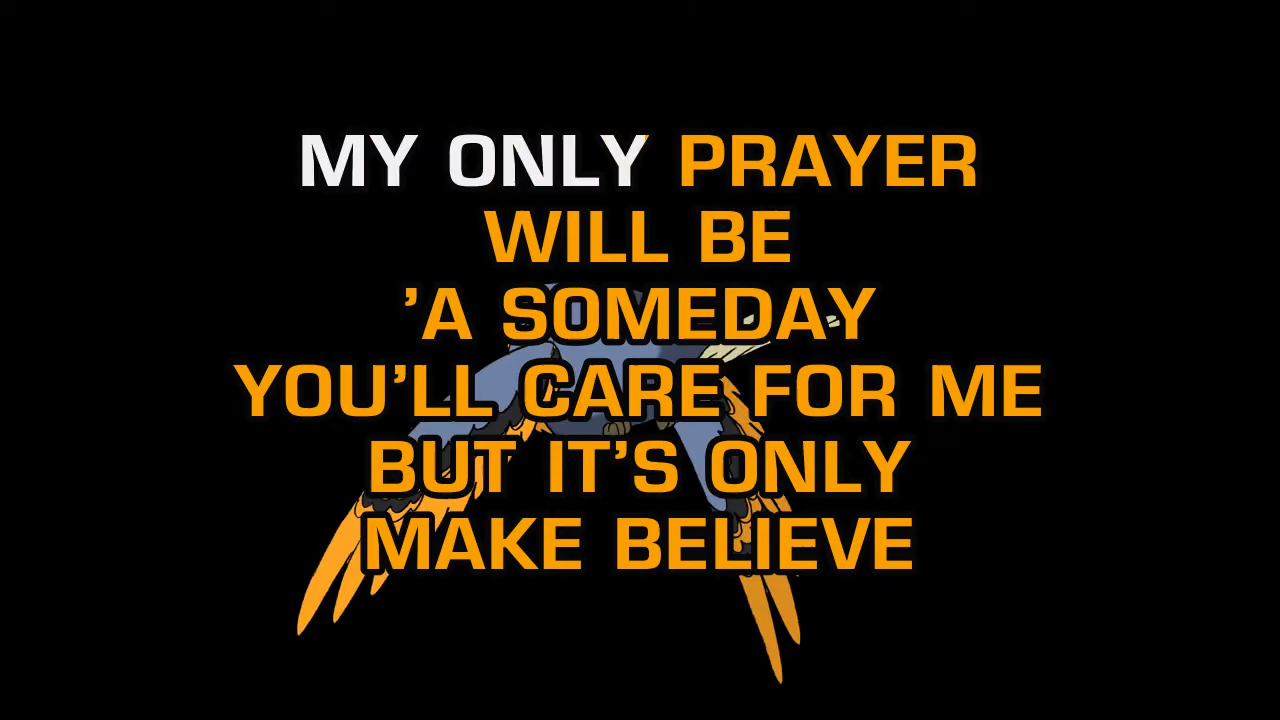 MY ONLY PRAYER
WILL BE
’A SOMEDAY
YOU’LL CARE FOR ME
BUT IT’S ONLY
MAKE BELIEVE